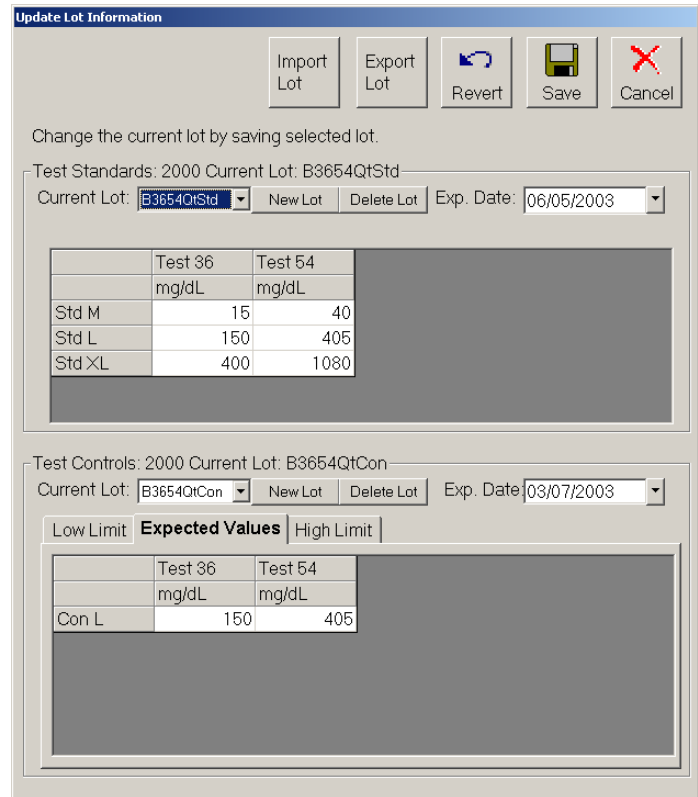 Update Lot Information
Import Lot
Export Lot
Revert
Save
Cancel
Change the current lot by saving selected lot.
Test Standards: 2000 Current Lot: B3654QtStd
Current Lot: B3654QtStd New Lot Delete Lot Exp. Date: 06/05/2003
Test 36 Test 54
mg/dL mg/dL
Std M 15 40
Std L 150 405
Std XL 400 1080
Test Controls: 2000 Current Lot: B3654QtCon
Current Lot: B3654QtCon New Lot Delete Lot Exp. Date: 03/07/2003
Low Limit Expected Values High Limit
Test 36 Test 54
mg/dL mg/dL
Con L 150 405